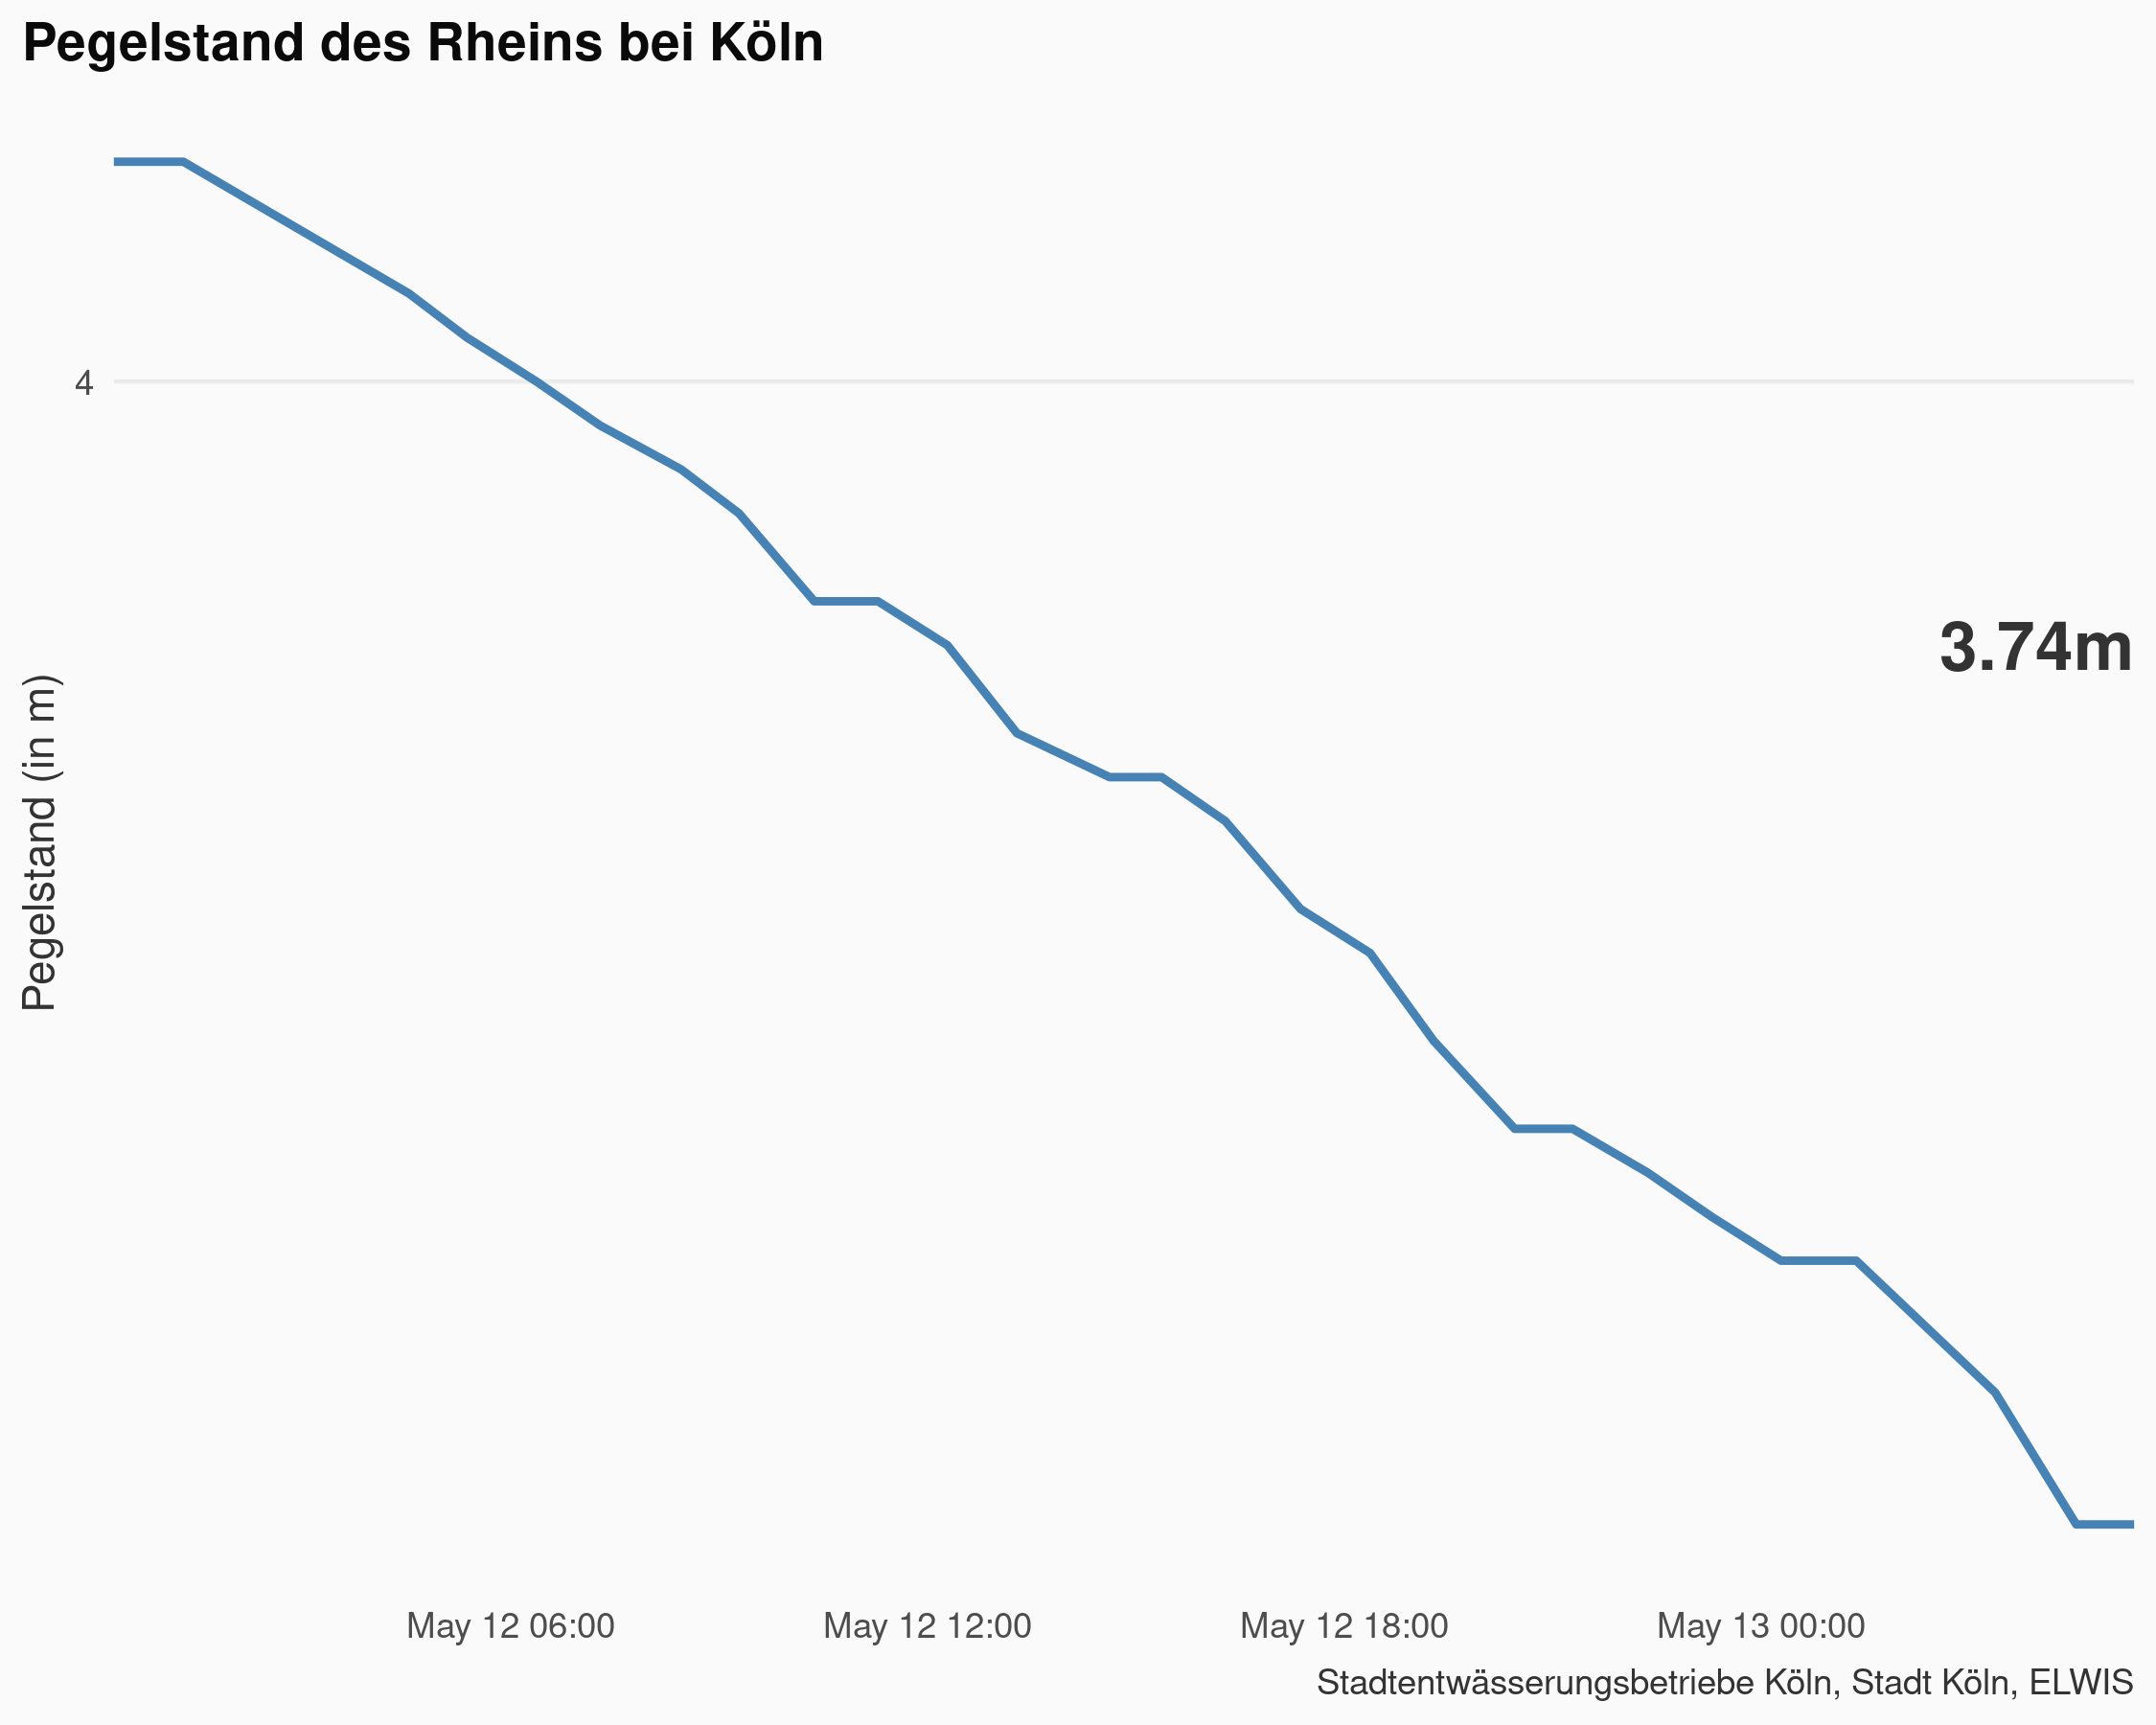 Pegelstand des Rheins bei Köln
4
3.74m
Pegelstand (in m)
May 12 06:00
May 12 12:00
May 12 18:00
May 13 00:00
Stadtentwässerungsbetriebe Köln, Stadt Köln, ELWIS